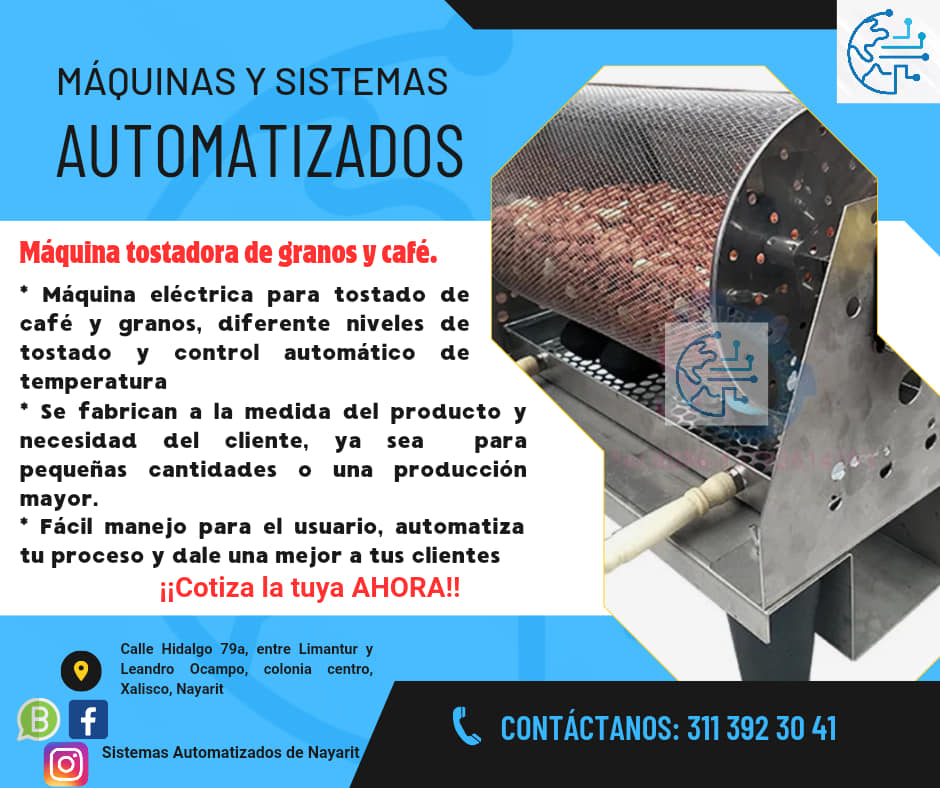 MÁQUINAS Y SISTEMAS
AUTOMATIZADOS
Máquina tostadora de granos y café.
* Máquina eléctrica para tostado de
café y granos, diferente niveles de
tostado y control automático de
temperatura
* Se fabrican a la medida del producto y
necesidad del cliente, ya sea para
pequeñas cantidades o una producción
mayor.
* Fácil manejo para el usuario, automatiza
tu proceso y dale una mejor a tus clientes
¡¡Cotiza la tuya AHORA!!
Calle Hidalgo 79a, entre Limantur y
Leandro Ocampo, colonia centro,
Xalisco, Nayarit
Sistemas Automatizados de Nayarit
CONTÁCTANOS: 311 392 30 41